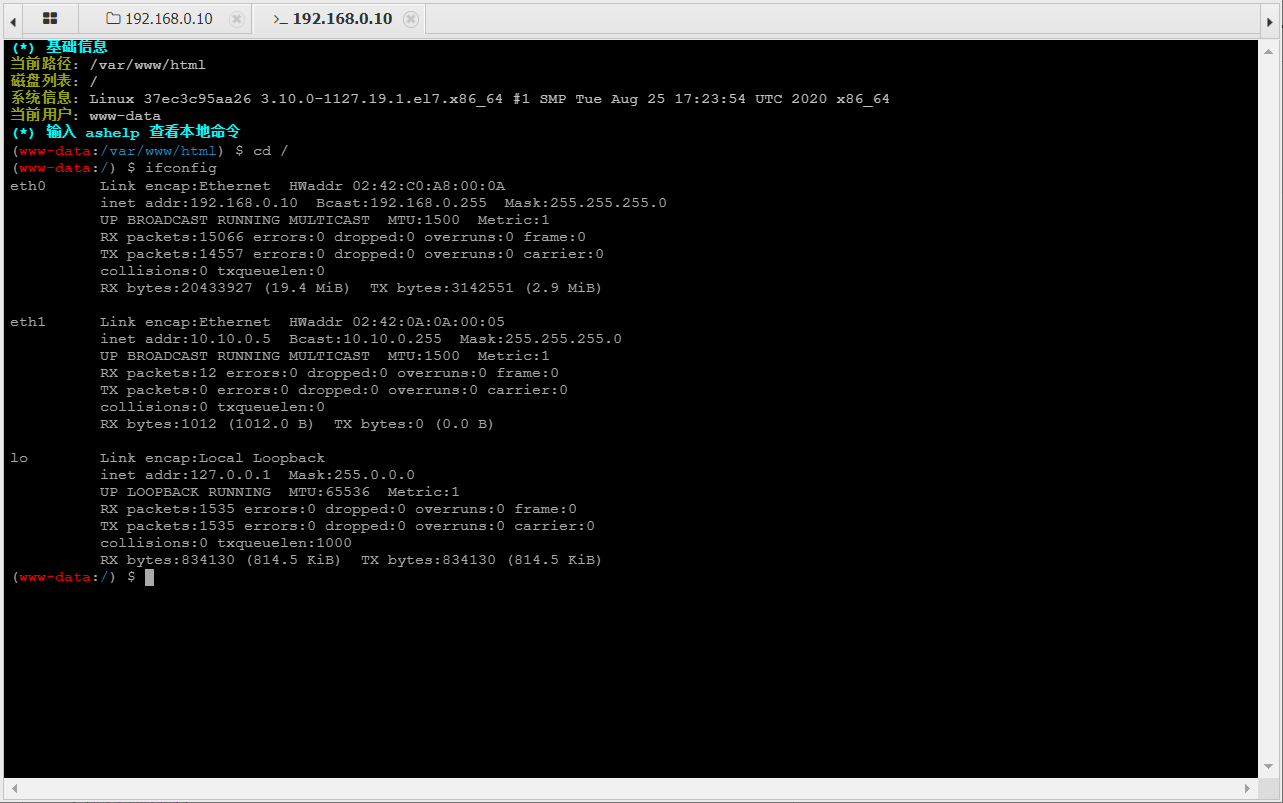 192.168.0.10 >_ 192.168.0.10
(*) 基础信息
当前路径: /var/www/html
磁盘列表: /
系统信息: Linux 37ec3c95aa26 3.10.0-1127.19.1.el7.x86_64 #1 SMP Tue Aug 25 17:23:54 UTC 2020 x86_64
当前用户: www-data
(*) 输入 ashelp 查看本地命令
(www-data:/var/www/html) $ cd /
(www-data:/) $ ifconfig
eth0      Link encap:Ethernet  HWaddr 02:42:C0:A8:00:0A
          inet addr:192.168.0.10  Bcast:192.168.0.255  Mask:255.255.255.0
          UP BROADCAST RUNNING MULTICAST  MTU:1500  Metric:1
          RX packets:15066 errors:0 dropped:0 overruns:0 frame:0
          TX packets:14557 errors:0 dropped:0 overruns:0 carrier:0
          collisions:0 txqueuelen:0
          RX bytes:20433927 (19.4 MiB)  TX bytes:3142551 (2.9 MiB)
eth1      Link encap:Ethernet  HWaddr 02:42:0A:0A:00:05
          inet addr:10.10.0.5  Bcast:10.10.0.255  Mask:255.255.255.0
          UP BROADCAST RUNNING MULTICAST  MTU:1500  Metric:1
          RX packets:12 errors:0 dropped:0 overruns:0 frame:0
          TX packets:0 errors:0 dropped:0 overruns:0 carrier:0
          collisions:0 txqueuelen:0
          RX bytes:1012 (1012.0 B)  TX bytes:0 (0.0 B)
lo        Link encap:Local Loopback
          inet addr:127.0.0.1  Mask:255.0.0.0
          UP LOOPBACK RUNNING  MTU:65536  Metric:1
          RX packets:1535 errors:0 dropped:0 overruns:0 frame:0
          TX packets:1535 errors:0 dropped:0 overruns:0 carrier:0
          collisions:0 txqueuelen:1000
          RX bytes:834130 (814.5 KiB)  TX bytes:834130 (814.5 KiB)
(www-data:/) $